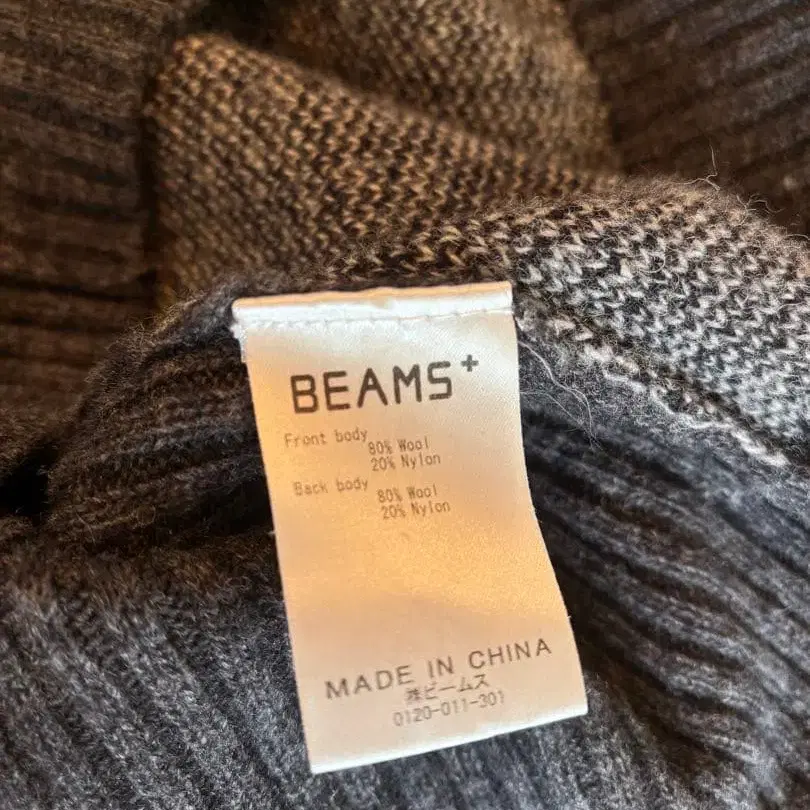 BEAMS+
Front body
80% Wool
20% Nylon
Back body
80% Wool
20% Nylon
MADE IN CHINA
㈱ビームス
0120-011-301